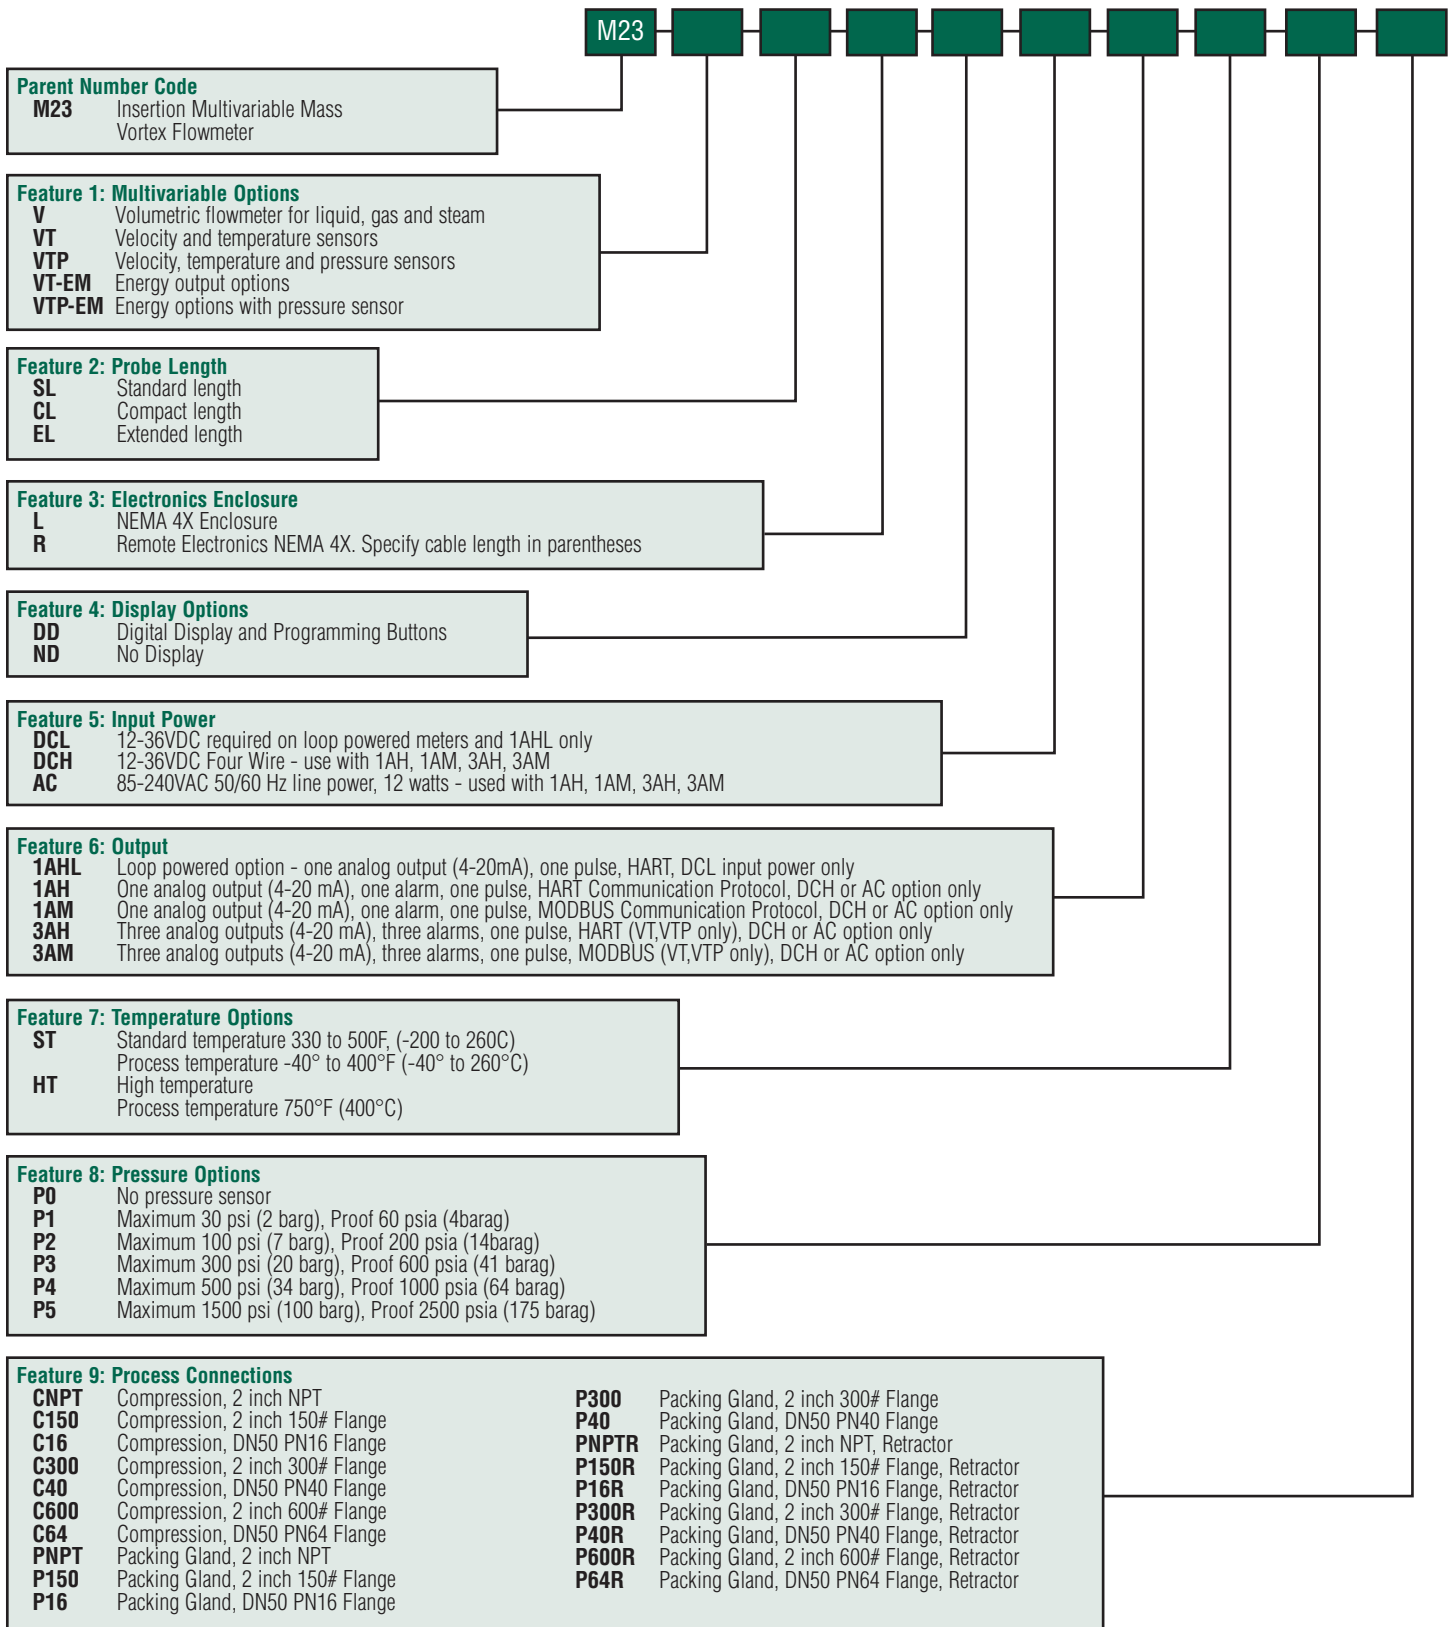 M23
Parent Number Code
M23 Insertion Multivariable Mass
Vortex Flowmeter
Feature 1: Multivariable Options
V Volumetric flowmeter for liquid, gas and steam
VT Velocity and temperature sensors
VTP Velocity, temperature and pressure sensors
VT-EM Energy output options
VTP-EM Energy options with pressure sensor
Feature 2: Probe Length
SL Standard length
CL Compact length
EL Extended length
Feature 3: Electronics Enclosure
L NEMA 4X Enclosure
R Remote Electronics NEMA 4X. Specify cable length in parentheses
Feature 4: Display Options
DD Digital Display and Programming Buttons
ND No Display
Feature 5: Input Power
DCL 12-36VDC required on loop powered meters and 1AHL only
DCH 12-36VDC Four Wire - use with 1AH, 1AM, 3AH, 3AM
AC 85-240VAC 50/60 Hz line power, 12 watts - used with 1AH, 1AM, 3AH, 3AM
Feature 6: Output
1AHL Loop powered option - one analog output (4-20mA), one pulse, HART, DCL input power only
1AH One analog output (4-20 mA), one alarm, one pulse, HART Communication Protocol, DCH or AC option only
1AM One analog output (4-20 mA), one alarm, one pulse, MODBUS Communication Protocol, DCH or AC option only
3AH Three analog outputs (4-20 mA), three alarms, one pulse, HART (VT,VTP only), DCH or AC option only
3AM Three analog outputs (4-20 mA), three alarms, one pulse, MODBUS (VT,VTP only), DCH or AC option only
Feature 7: Temperature Options
ST Standard temperature 330 to 500F, (-200 to 260C)
Process temperature -40° to 400°F (-40° to 260°C)
HT High temperature
Process temperature 750°F (400°C)
Feature 8: Pressure Options
P0 No pressure sensor
P1 Maximum 30 psi (2 barg), Proof 60 psia (4barag)
P2 Maximum 100 psi (7 barg), Proof 200 psia (14barag)
P3 Maximum 300 psi (20 barg), Proof 600 psia (41 barag)
P4 Maximum 500 psi (34 barg), Proof 1000 psia (64 barag)
P5 Maximum 1500 psi (100 barg), Proof 2500 psia (175 barag)
Feature 9: Process Connections
CNPT Compression, 2 inch NPT
C150 Compression, 2 inch 150# Flange
C16 Compression, DN50 PN16 Flange
C300 Compression, 2 inch 300# Flange
C40 Compression, DN50 PN40 Flange
C600 Compression, 2 inch 600# Flange
C64 Compression, DN50 PN64 Flange
PNPT Packing Gland, 2 inch NPT
P150 Packing Gland, 2 inch 150# Flange
P16 Packing Gland, DN50 PN16 Flange
P300 Packing Gland, 2 inch 300# Flange
P40 Packing Gland, DN50 PN40 Flange
PNPTR Packing Gland, 2 inch NPT, Retractor
P150R Packing Gland, 2 inch 150# Flange, Retractor
P16R Packing Gland, DN50 PN16 Flange, Retractor
P300R Packing Gland, 2 inch 300# Flange, Retractor
P40R Packing Gland, DN50 PN40 Flange, Retractor
P600R Packing Gland, 2 inch 600# Flange, Retractor
P64R Packing Gland, DN50 PN64 Flange, Retractor